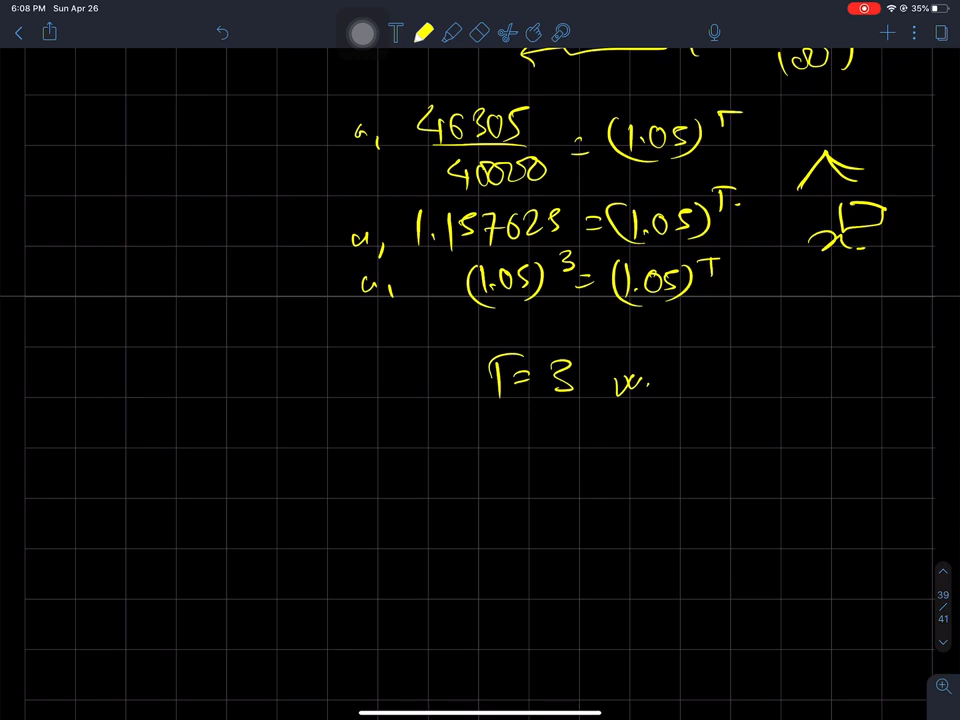 6:08 PM Sun Apr 26
35%
T
100
46305/40000 = (1.05)^T
1.157625 = (1.05)^T
(1.05)^3 = (1.05)^T
x
T = 3
39
/
41